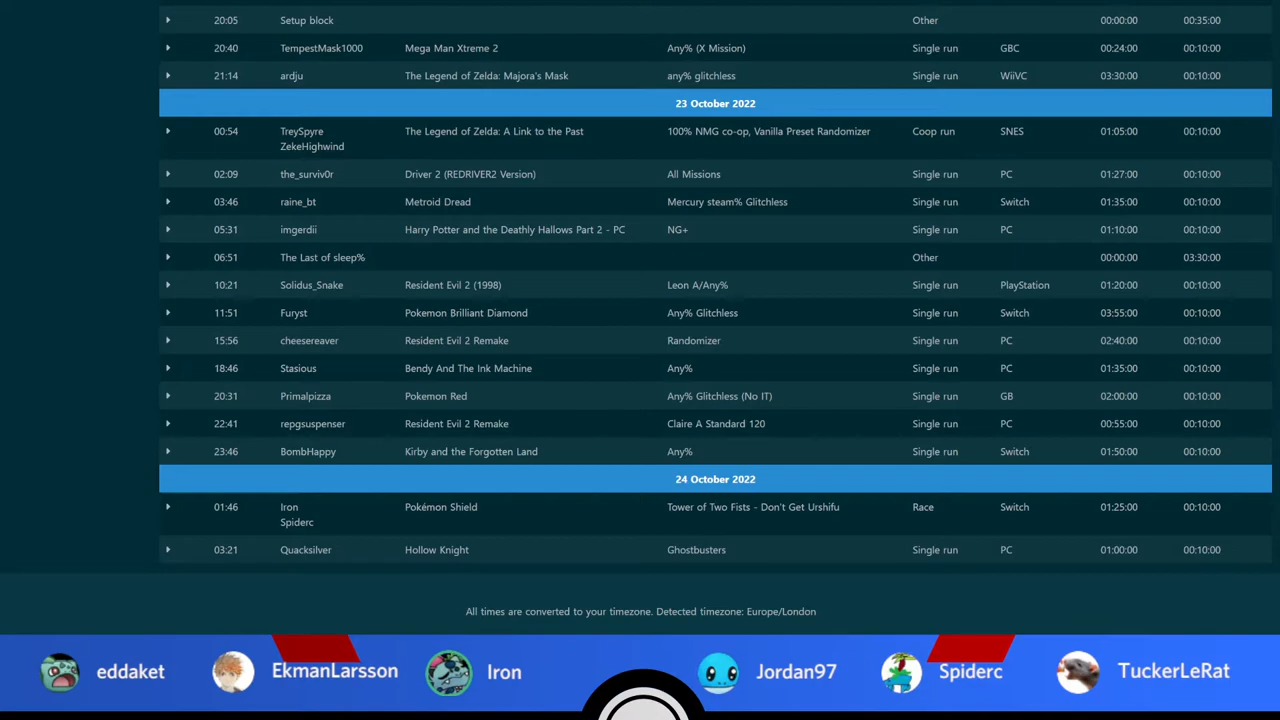 20:05 Setup block Other 00:00:00 00:35:00
20:40 TempestMask1000 Mega Man Xtreme 2 Any% (X Mission) Single run GBC 00:24:00 00:10:00
21:14 ardju The Legend of Zelda: Majora's Mask any% glitchless Single run WiiVC 03:30:00 00:10:00
23 October 2022
00:54 TreySpyre The Legend of Zelda: A Link to the Past 100% NMG co-op, Vanilla Preset Randomizer Coop run SNES 01:05:00 00:10:00
ZekeHighwind
02:09 the_surviv0r Driver 2 (REDRIVER2 Version) All Missions Single run PC 01:27:00 00:10:00
03:46 raine_bt Metroid Dread Mercury steam% Glitchless Single run Switch 01:35:00 00:10:00
05:31 imgerdii Harry Potter and the Deathly Hallows Part 2 - PC NG+ Single run PC 01:10:00 00:10:00
06:51 The Last of sleep% Other 00:00:00 03:30:00
10:21 Solidus_Snake Resident Evil 2 (1998) Leon A/Any% Single run PlayStation 01:20:00 00:10:00
11:51 Furyst Pokemon Brilliant Diamond Any% Glitchless Single run Switch 03:55:00 00:10:00
15:56 cheesereaver Resident Evil 2 Remake Randomizer Single run PC 02:40:00 00:10:00
18:46 Stasious Bendy And The Ink Machine Any% Single run PC 01:35:00 00:10:00
20:31 Primalpizza Pokemon Red Any% Glitchless (No IT) Single run GB 02:00:00 00:10:00
22:41 repgsuspenser Resident Evil 2 Remake Claire A Standard 120 Single run PC 00:55:00 00:10:00
23:46 BombHappy Kirby and the Forgotten Land Any% Single run Switch 01:50:00 00:10:00
24 October 2022
01:46 Iron Pokémon Shield Tower of Two Fists - Don't Get Urshifu Race Switch 01:25:00 00:10:00
Spiderc
03:21 Quacksilver Hollow Knight Ghostbusters Single run PC 01:00:00 00:10:00
All times are converted to your timezone. Detected timezone: Europe/London
eddaket EkmanLarsson Iron Jordan97 Spiderc TuckerLeRat